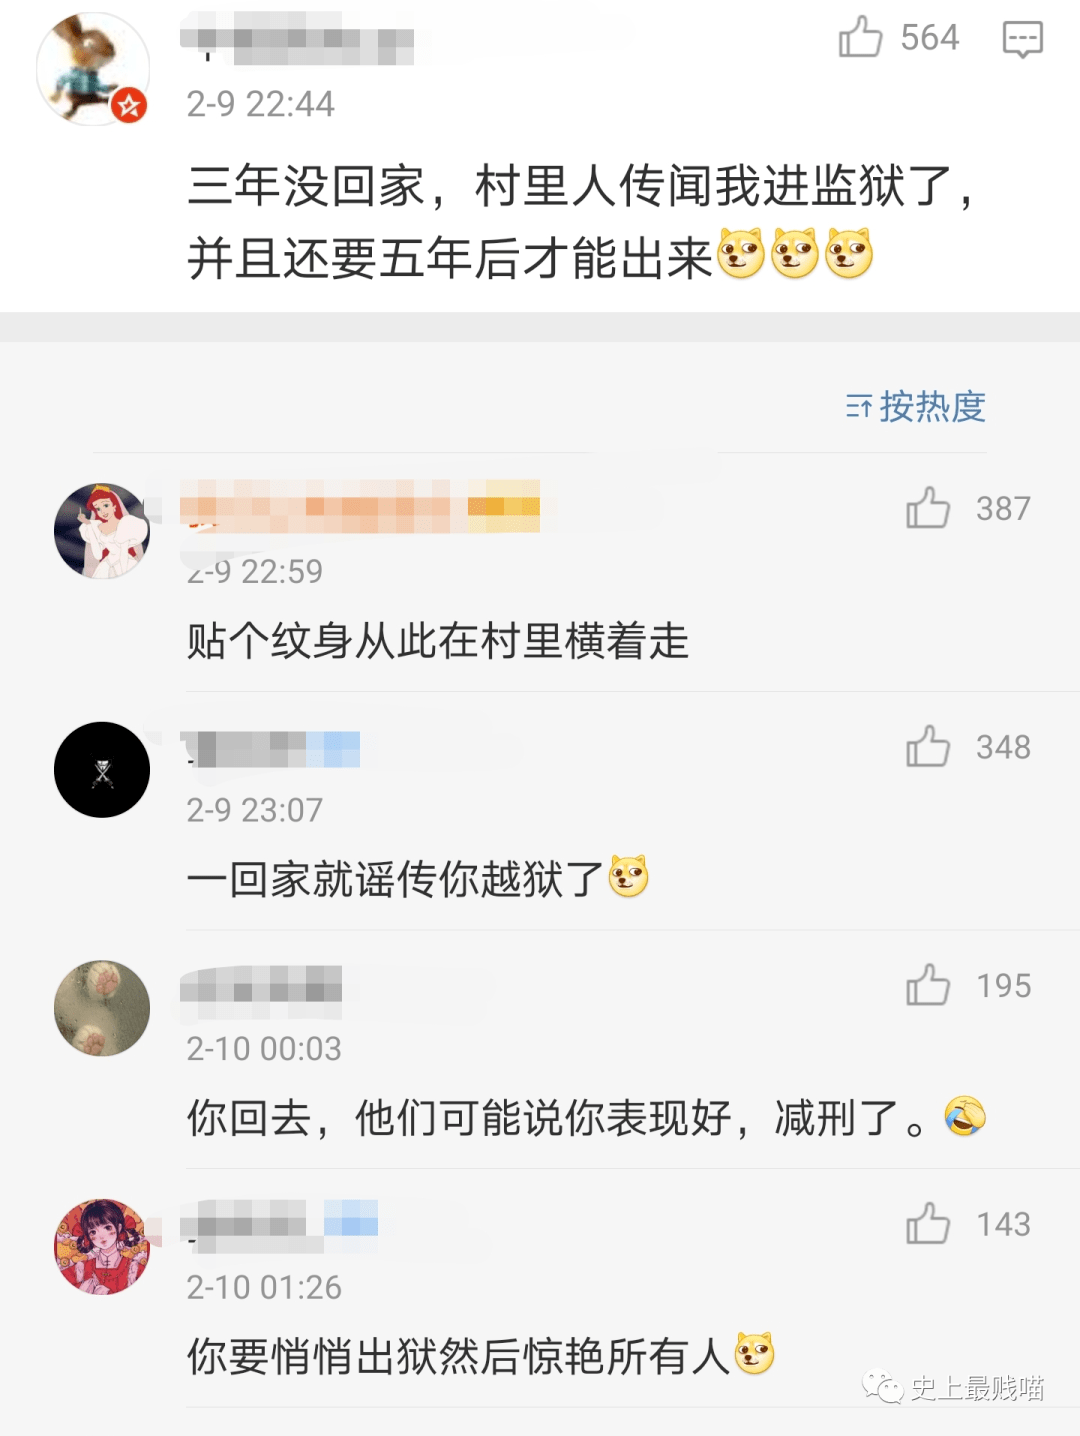 564
2-9 22:44
三年没回家，村里人传闻我进监狱了，
并且还要五年后才能出来
按热度
387
2-9 22:59
贴个纹身从此在村里横着走
348
2-9 23:07
一回家就谣传你越狱了
195
2-10 00:03
你回去，他们可能说你表现好，减刑了。
143
2-10 01:26
你要悄悄出狱然后惊艳所有人
史上最贱喵